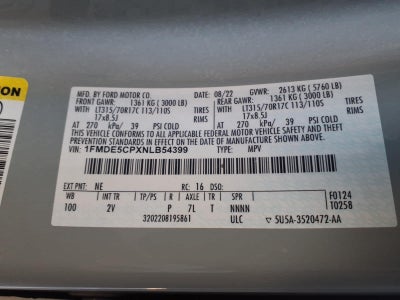 MFD. BY FORD MOTOR CO.
DATE: 08/22 GVWR: 2613 KG ( 5760 LB)
FRONT GAWR: 1361 KG ( 3000 LB) REAR GAWR: 1361 KG ( 3000 LB)
WITH LT315/70R17C 113/110S TIRES WITH LT315/70R17C 113/110S TIRES
17x8.5J RIMS 17x8.5J RIMS
AT 270 kPa/ 39 PSI COLD AT 270 kPa/ 39 PSI COLD
THIS VEHICLE CONFORMS TO ALL APPLICABLE FEDERAL MOTOR VEHICLE SAFETY STANDARDS
IN EFFECT ON THE DATE OF MANUFACTURE SHOWN ABOVE.
VIN: 1FMDE5CPXNLB54399 TYPE: MPV
EXT PNT: NE RC: 16 DSO: F0124
WB INT TR TP/PS R AXLE TR SPR T0258
100 2V P 7L T NNNN
3202208195861 ULC 5U5A-3520472-AA